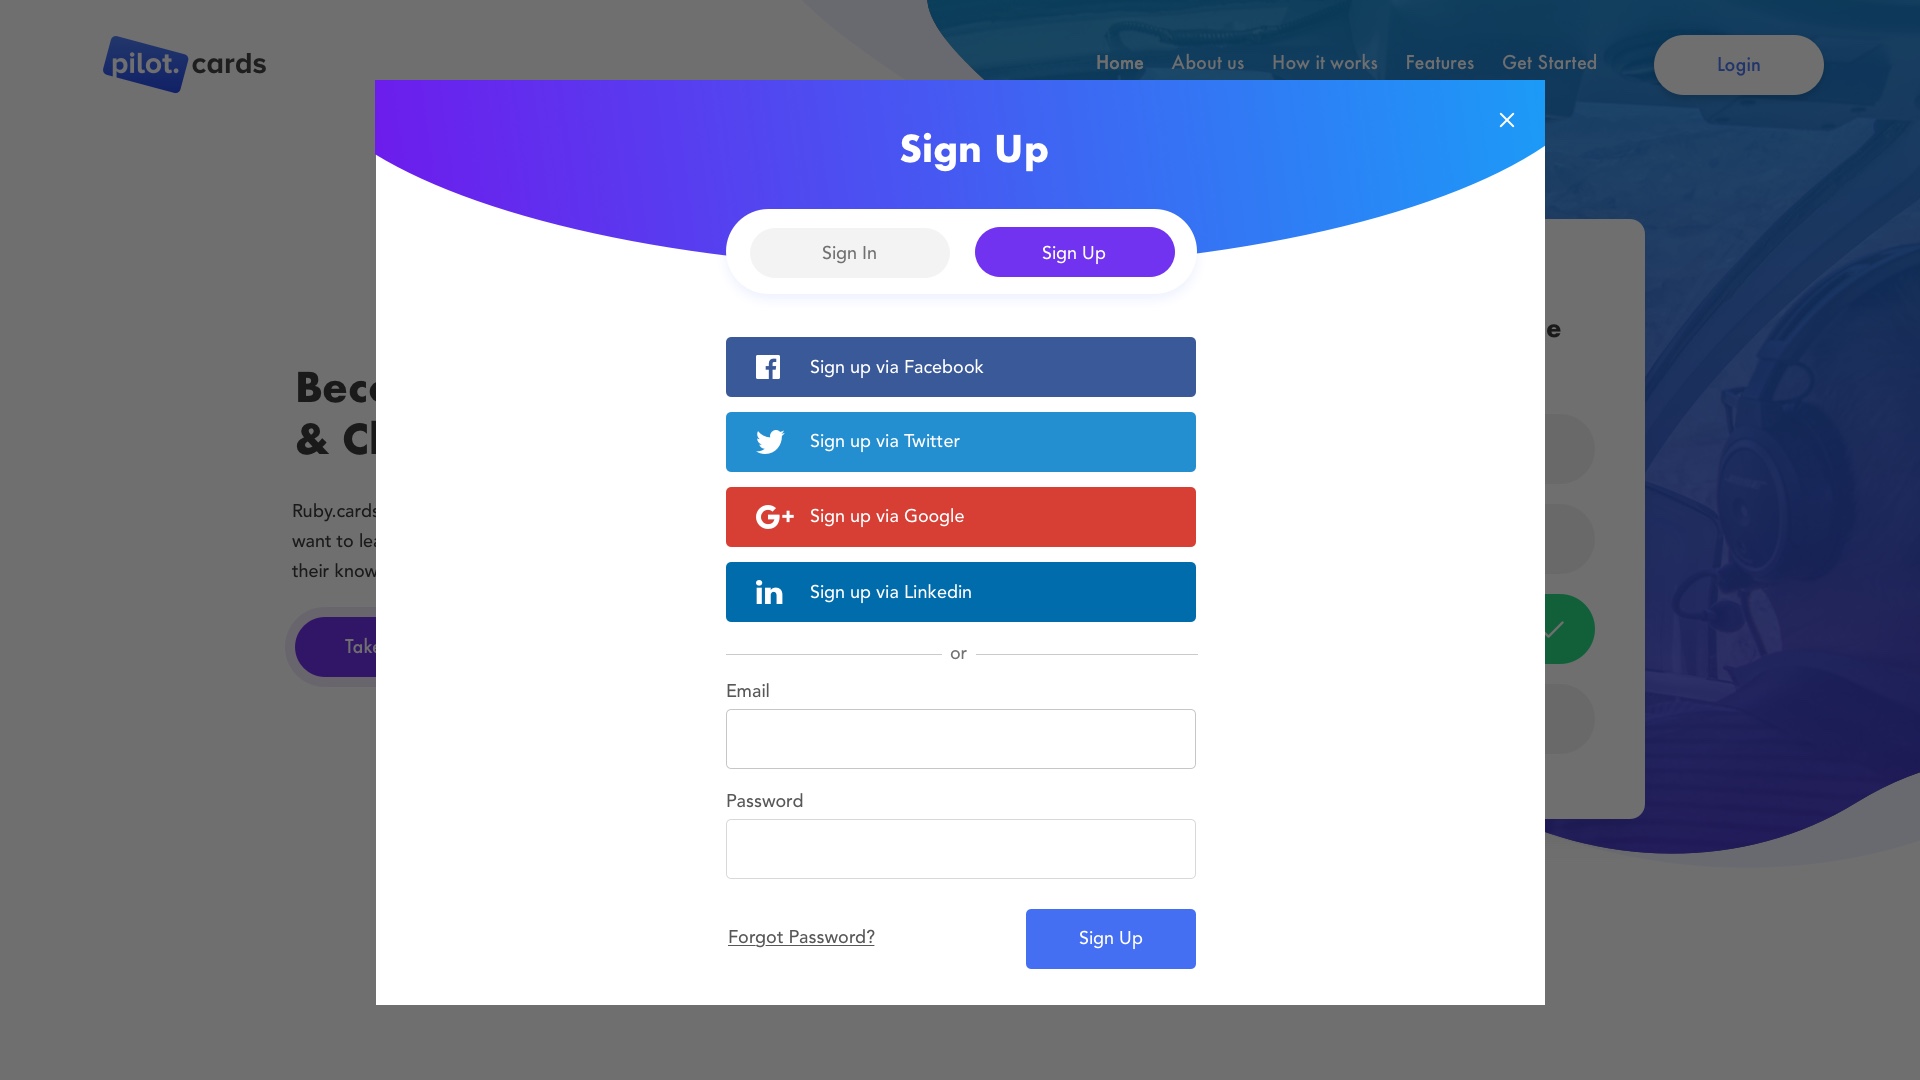 pilot. cards
Home About us How it works Features Get Started Login
Sign Up
Sign In Sign Up
Sign up via Facebook
Sign up via Twitter
Sign up via Google
Sign up via Linkedin
or
Email
Password
Forgot Password? Sign Up
Beco
& Cl
Ruby.cards
want to lea
their know
Take
e